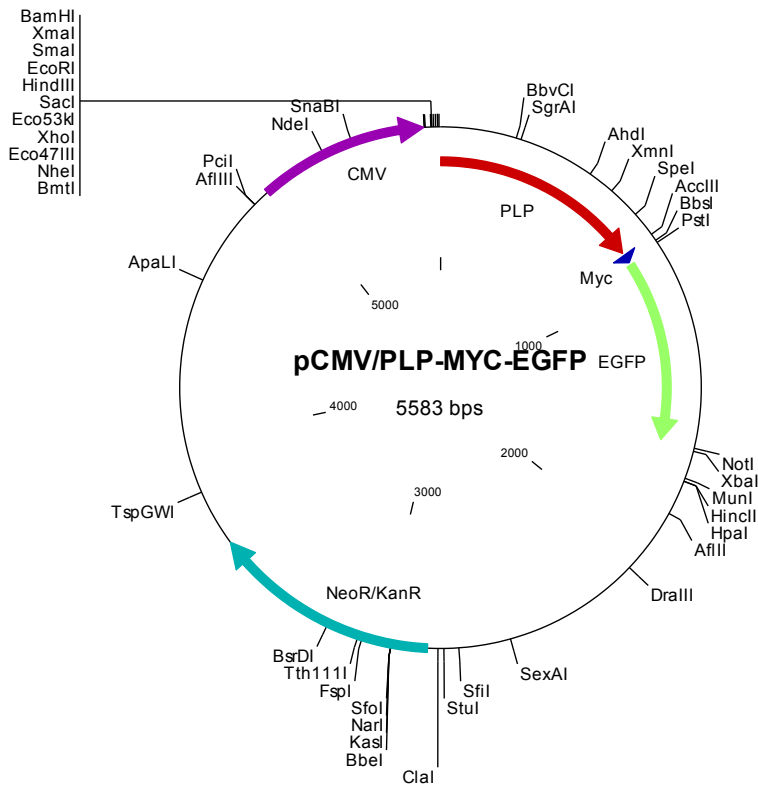 BamHI
XmaI
SmaI
EcoRI
HindIII
SacI
Eco53kI
XhoI
Eco47III
NheI
BmtI
SnaBI
NdeI
PciI
AflIII
ApaLI
TspGWI
CMV
BbvCI
SgrAI
AhdI
XmnI
SpeI
AccIII
BbsI
PstI
PLP
Myc
EGFP
I
5000
1000
pCMV/PLP-MYC-EGFP
5583 bps
4000
2000
3000
NotI
XbaI
MunI
HincII
HpaI
AflII
DraIII
SexAI
SfiI
StuI
ClaI
NeoR/KanR
BsrDI
Tth111I
FspI
SfoI
NarI
KasI
BbeI